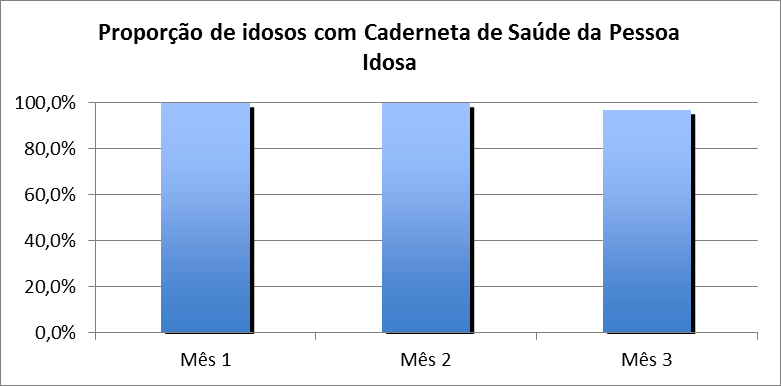 Proporção de idosos com Caderneta de Saúde da Pessoa
Idosa
100,0%
80,0%
60,0%
40,0%
20,0%
0,0%
Mês 1
Mês 2
Mês 3